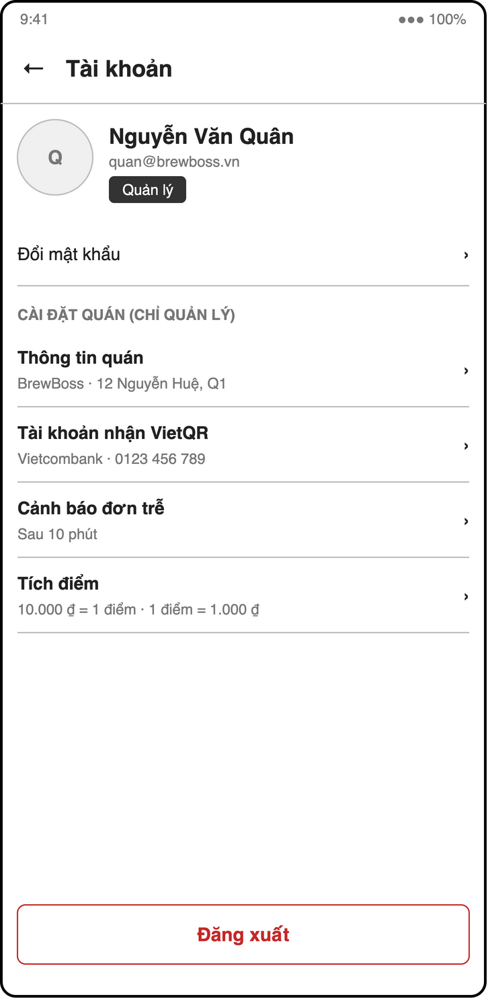 9:41
●●● 100%
← Tài khoản
Q
Nguyễn Văn Quân
quan@brewboss.vn
Quản lý
Đổi mật khẩu ›
CÀI ĐẶT QUÁN (CHỈ QUẢN LÝ)
Thông tin quán
BrewBoss · 12 Nguyễn Huệ, Q1 ›
Tài khoản nhận VietQR
Vietcombank · 0123 456 789 ›
Cảnh báo đơn trễ
Sau 10 phút ›
Tích điểm
10.000 ₫ = 1 điểm · 1 điểm = 1.000 ₫ ›
Đăng xuất